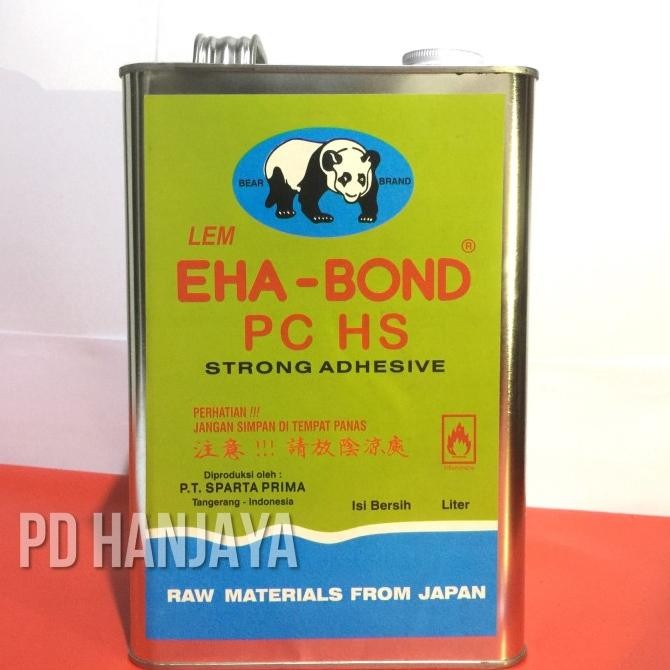 BEAR BRAND
LEM
EHA-BOND ®
PC HS
STRONG ADHESIVE
PERHATIAN !!!
JANGAN SIMPAN DI TEMPAT PANAS
注意 !!! 請放陰涼處
Diproduksi oleh :
P.T. SPARTA PRIMA
Tangerang - Indonesia
Isi Bersih Liter
PD HANJAYA
RAW MATERIALS FROM JAPAN